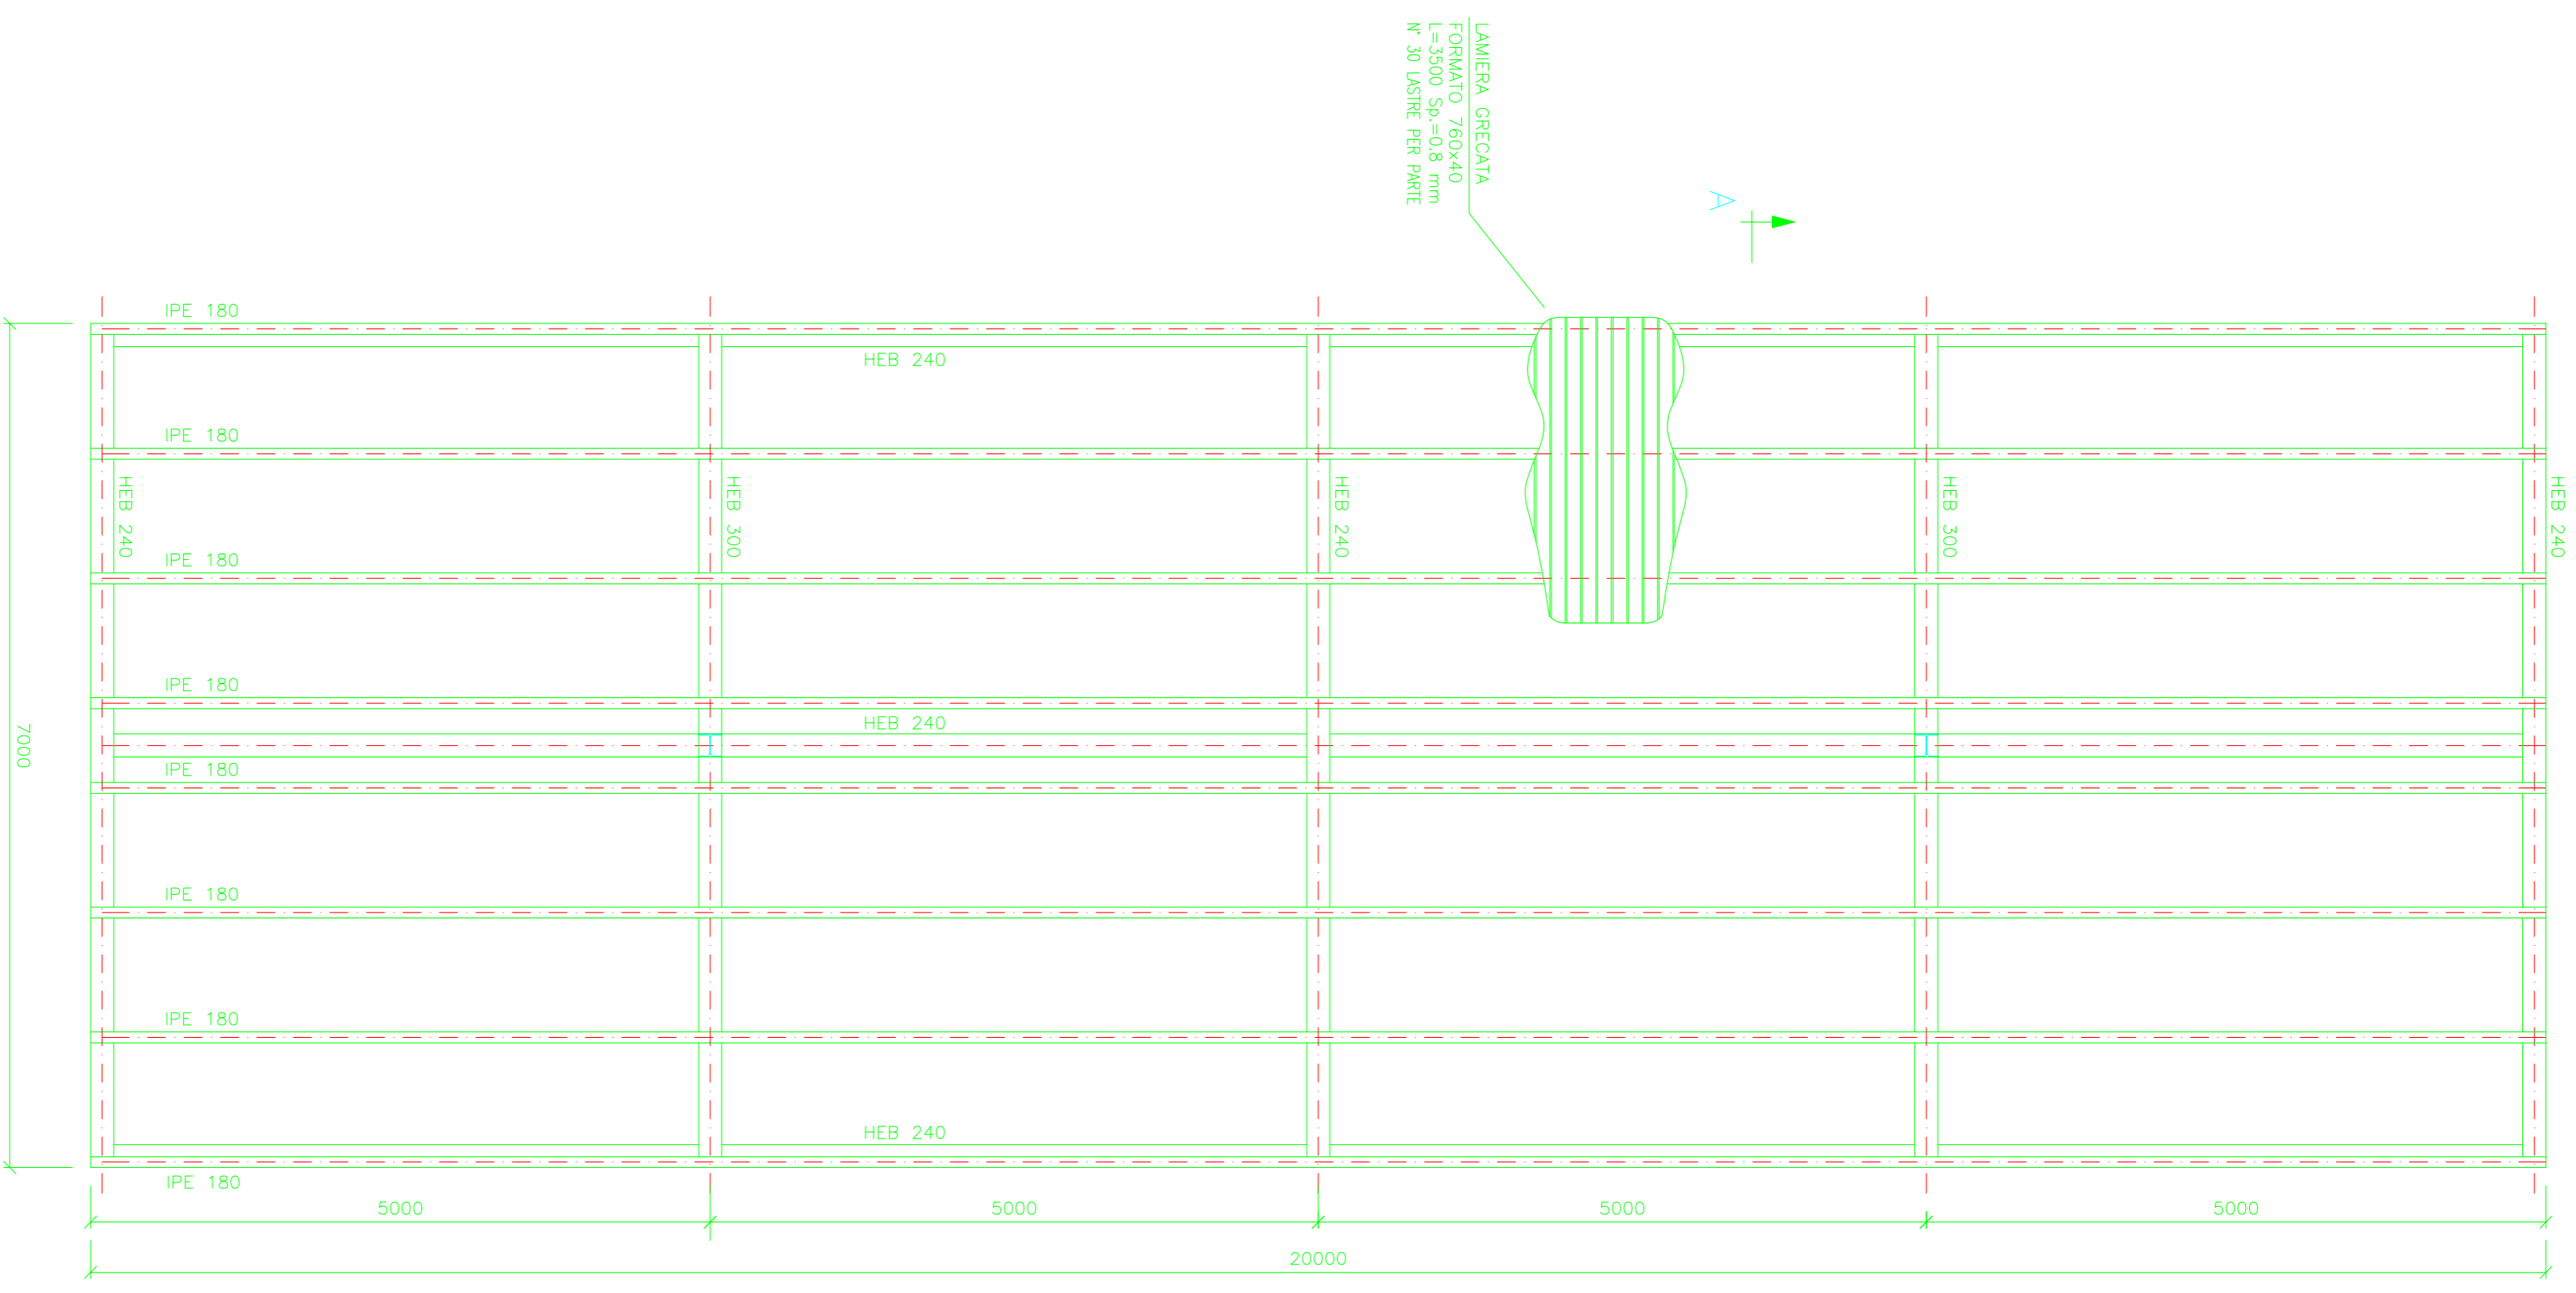 LAMIERA GRECATA
FORMATO 760x40
L=3500 Sp.=0.8 mm
N° 30 LASTRE PER PARTE
A
IPE 180
HEB 240
IPE 180
HEB 240
HEB 300
HEB 240
HEB 300
HEB 240
IPE 180
IPE 180
HEB 240
7000
IPE 180
IPE 180
IPE 180
HEB 240
IPE 180
5000
5000
5000
5000
20000